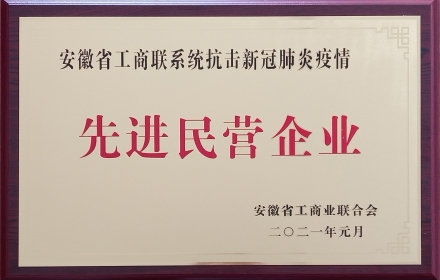 安徽省工商联系统抗击新冠肺炎疫情
先进民营企业
安徽省工商业联合会
二〇二一年元月